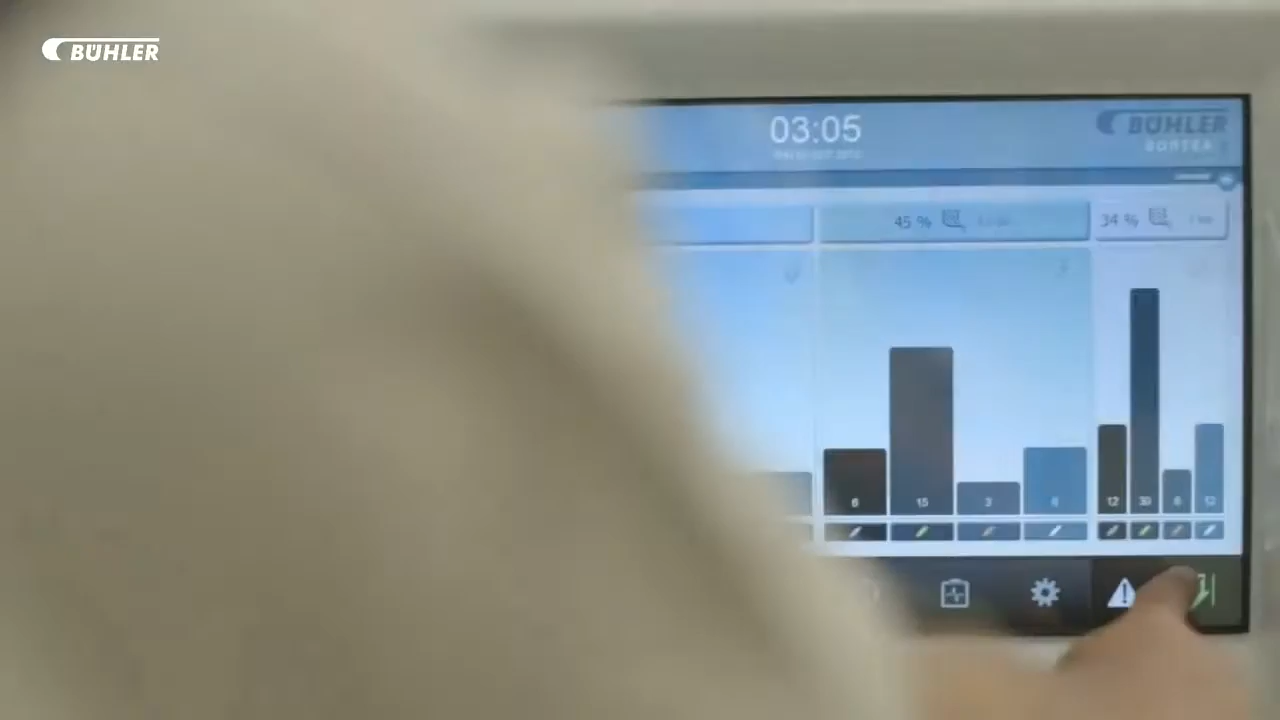 BÜHLER
03:05
BÜHLER
SORTEX
45 %
34 %
6 15 3 6
12 30 6 12